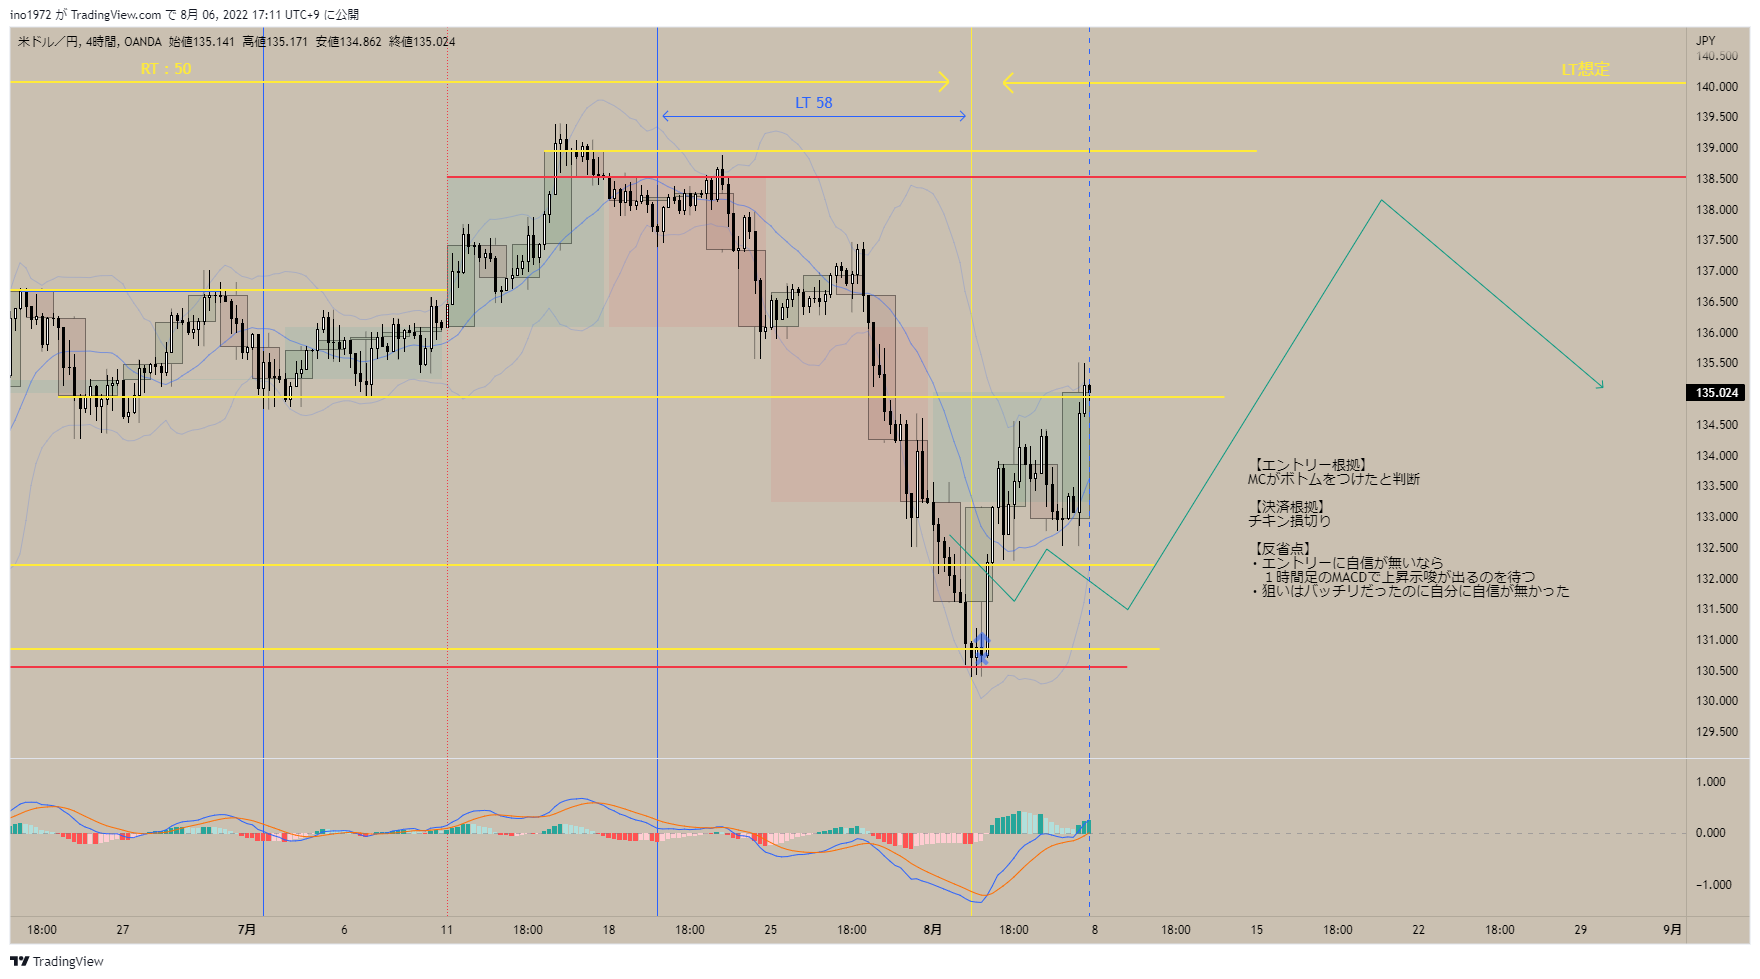 ino1972 が TradingView.com で 8月 06, 2022 17:11 UTC+9 に公開
米ドル／円, 4時間, OANDA 始値135.141 高値135.171 安値134.862 終値135.024
JPY
RT：50
LT想定
LT 58
140.500
140.000
139.500
139.000
138.500
138.000
137.500
137.000
136.500
136.000
135.500
135.024
134.500
134.000
133.500
133.000
132.500
132.000
131.500
131.000
130.500
130.000
129.500
【エントリー根拠】
MCがボトムをつけたと判断
【決済根拠】
チキン損切り
【反省点】
・エントリーに自信が無いなら
１時間足のMACDで上昇示唆が出るのを待つ
・狙いはバッチリだったのに自分に自信が無かった
1.000
0.000
−1.000
18:00 27 7月 6 11 18:00 18 18:00 25 18:00 8月 18:00 8 18:00 15 18:00 22 18:00 29 9月
TradingView